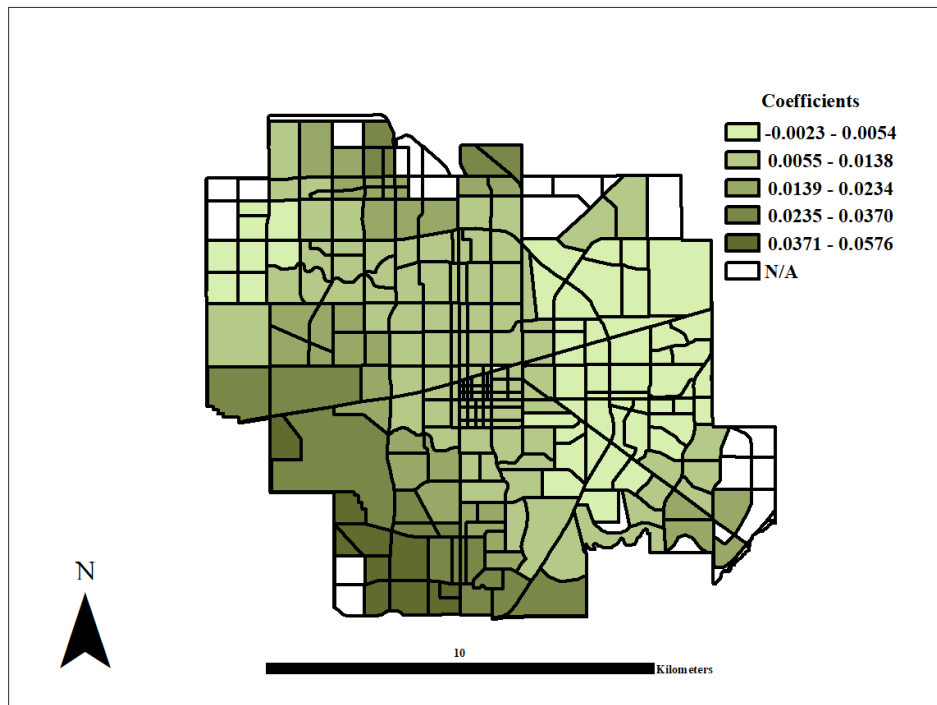 Coefficients
-0.0023 - 0.0054
0.0055 - 0.0138
0.0139 - 0.0234
0.0235 - 0.0370
0.0371 - 0.0576
N/A
N
10
Kilometers